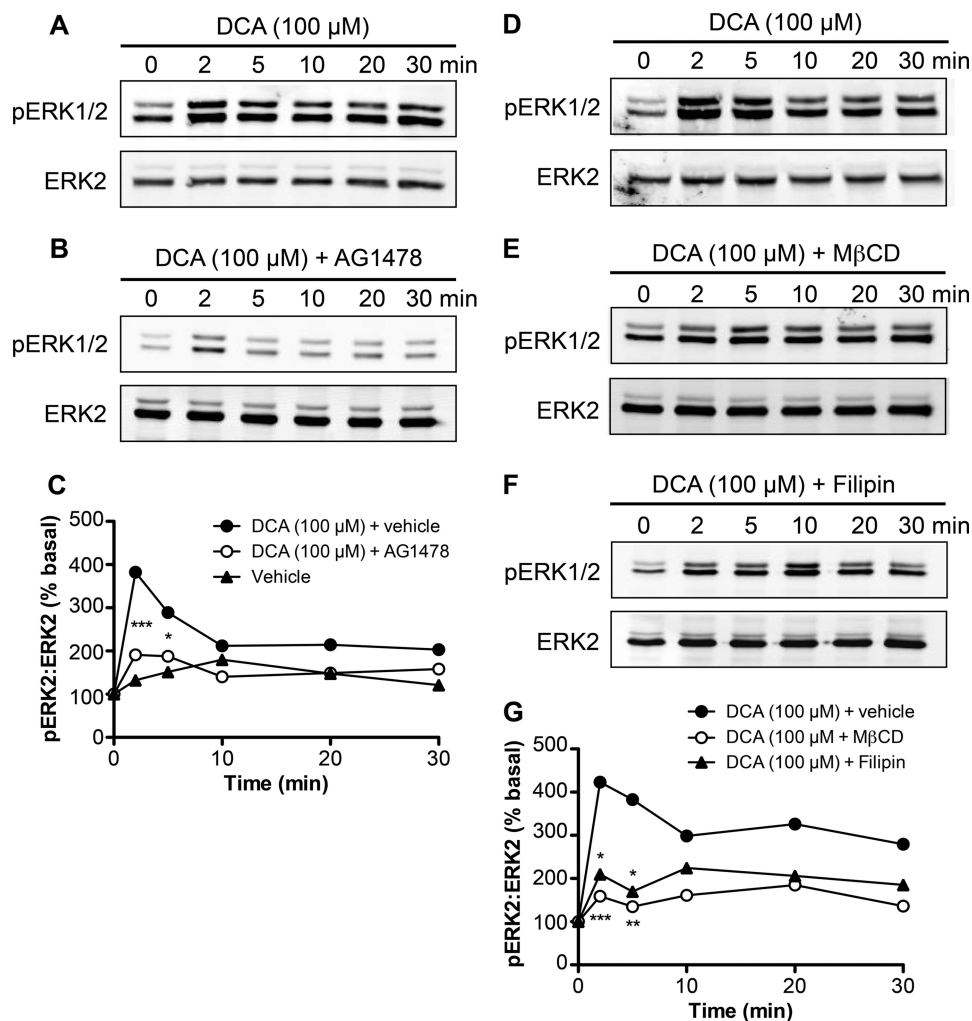 A
DCA (100 µM)
0 2 5 10 20 30 min
pERK1/2
ERK2
B
DCA (100 µM) + AG1478
0 2 5 10 20 30 min
pERK1/2
ERK2
C
500
400
300
200
100
0
pERK2:ERK2 (% basal)
DCA (100 µM) + vehicle
DCA (100 µM) + AG1478
Vehicle
***
*
0 10 20 30
Time (min)
D
DCA (100 µM)
0 2 5 10 20 30 min
pERK1/2
ERK2
E
DCA (100 µM) + MβCD
0 2 5 10 20 30 min
pERK1/2
ERK2
F
DCA (100 µM) + Filipin
0 2 5 10 20 30 min
pERK1/2
ERK2
G
500
400
300
200
100
0
pERK2:ERK2 (% basal)
DCA (100 µM) + vehicle
DCA (100 µM + MβCD
DCA (100 µM) + Filipin
*
*
***
**
0 10 20 30
Time (min)